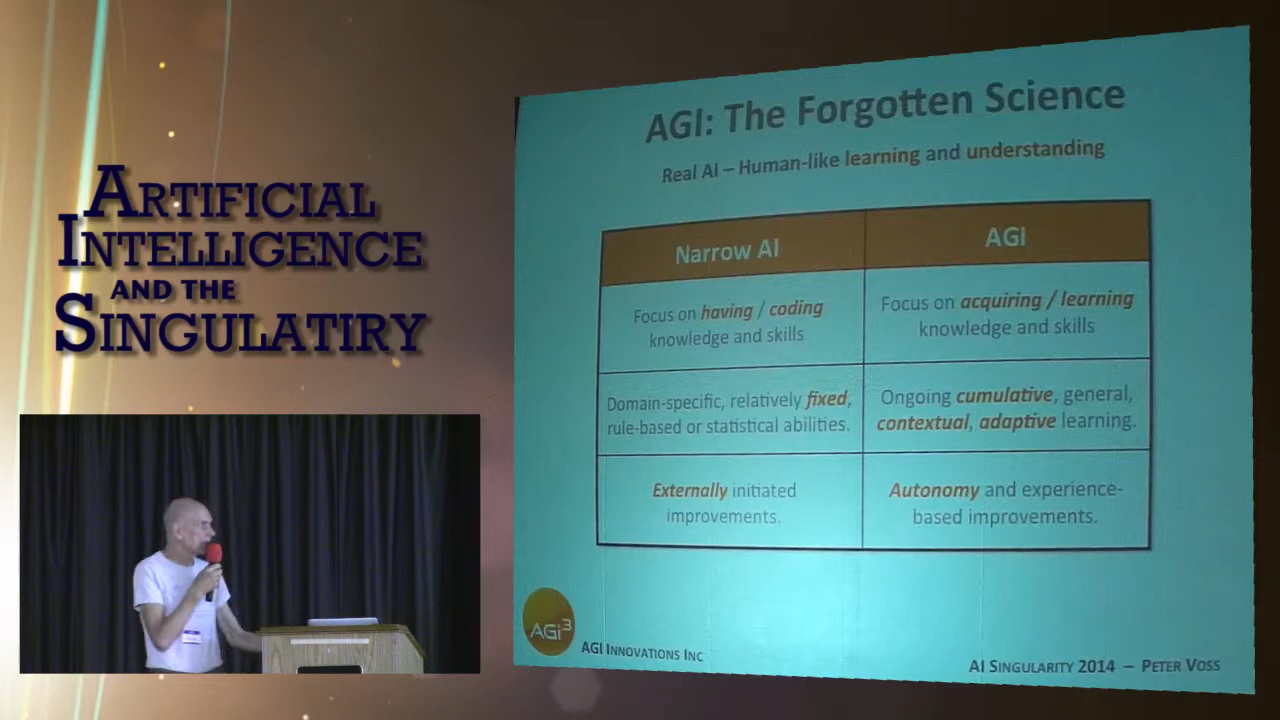 ARTIFICIAL
INTELLIGENCE
AND THE
SINGULATIRY
AGI: The Forgotten Science
Real AI – Human-like learning and understanding
Narrow AI
AGI
Focus on having / coding
knowledge and skills
Focus on acquiring / learning
knowledge and skills
Domain-specific, relatively fixed,
rule-based or statistical abilities.
Ongoing cumulative, general,
contextual, adaptive learning.
Externally initiated
improvements.
Autonomy and experience-
based improvements.
AGi3
AGI INNOVATIONS INC
AI SINGULARITY 2014 – PETER VOSS